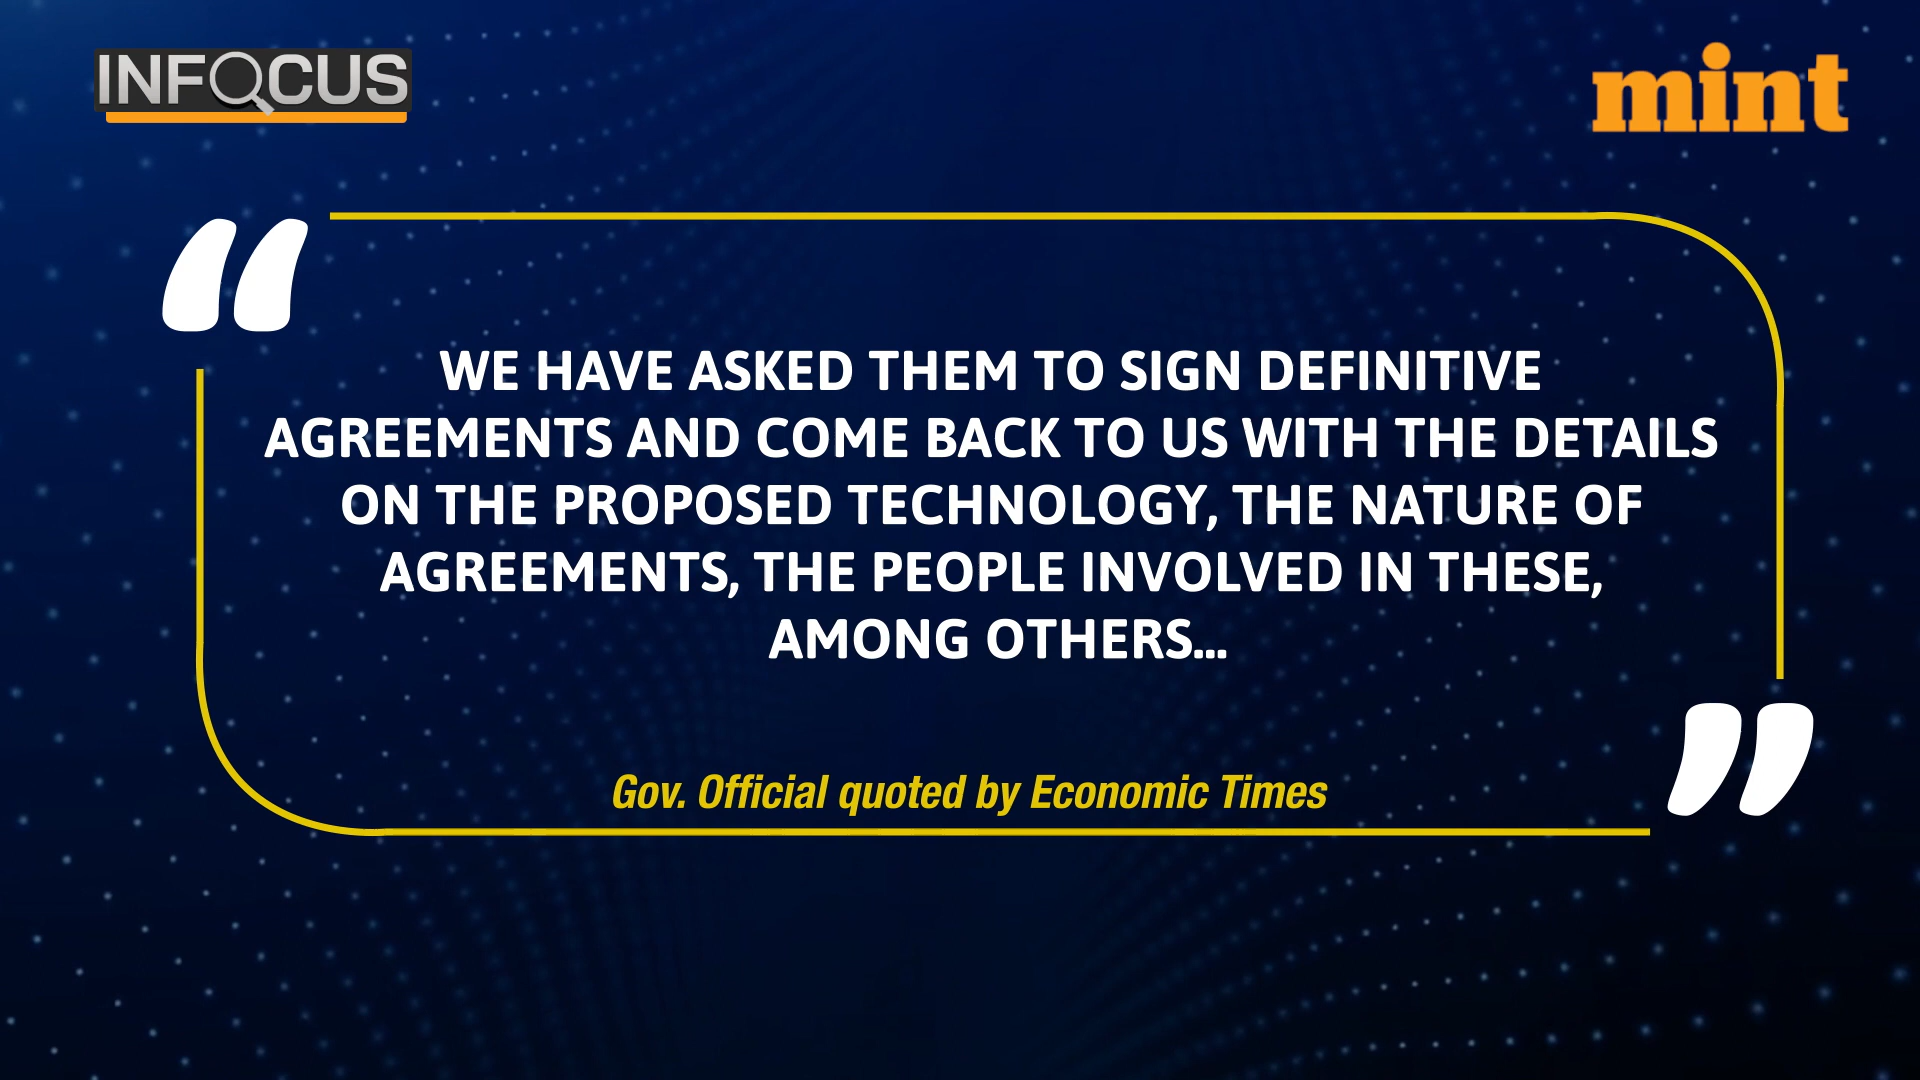 INFOCUS
mint
“
WE HAVE ASKED THEM TO SIGN DEFINITIVE
AGREEMENTS AND COME BACK TO US WITH THE DETAILS
ON THE PROPOSED TECHNOLOGY, THE NATURE OF
AGREEMENTS, THE PEOPLE INVOLVED IN THESE,
AMONG OTHERS...
”
Gov. Official quoted by Economic Times